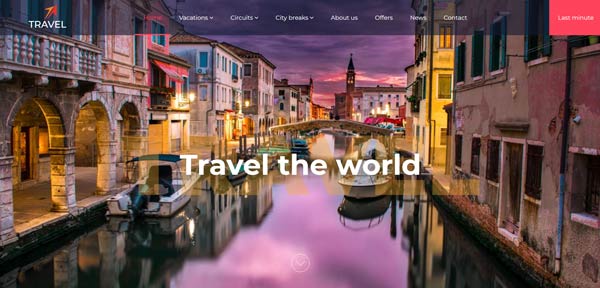 TRAVEL
Home Vacations Circuits City breaks About us Offers News Contact Last minute
Travel the world